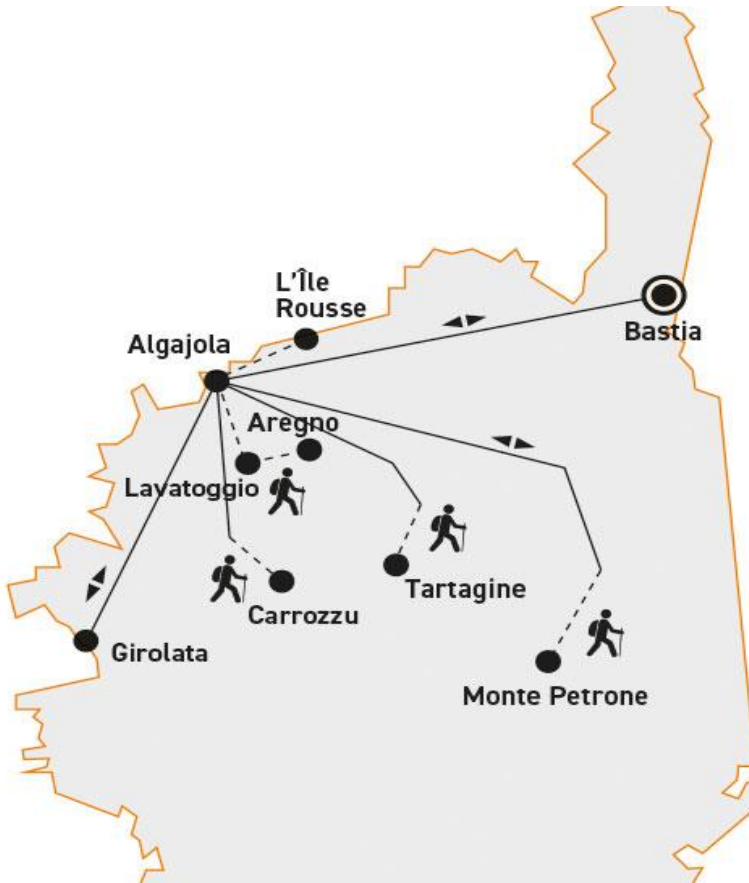 L'Île
Rousse
Bastia
Algajola
Aregno
Lavatoggio
Tartagine
Carrozzu
Girolata
Monte Petrone